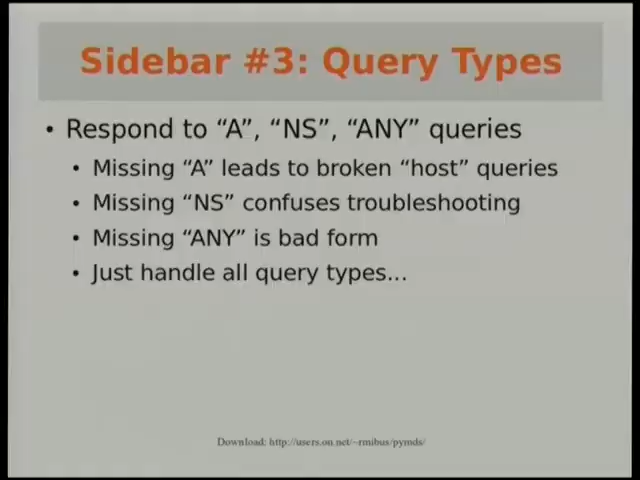 Sidebar #3: Query Types
• Respond to “A”, “NS”, “ANY” queries
• Missing “A” leads to broken “host” queries
• Missing “NS” confuses troubleshooting
• Missing “ANY” is bad form
• Just handle all query types...
Download: http://users.on.net/~rmibus/pymds/